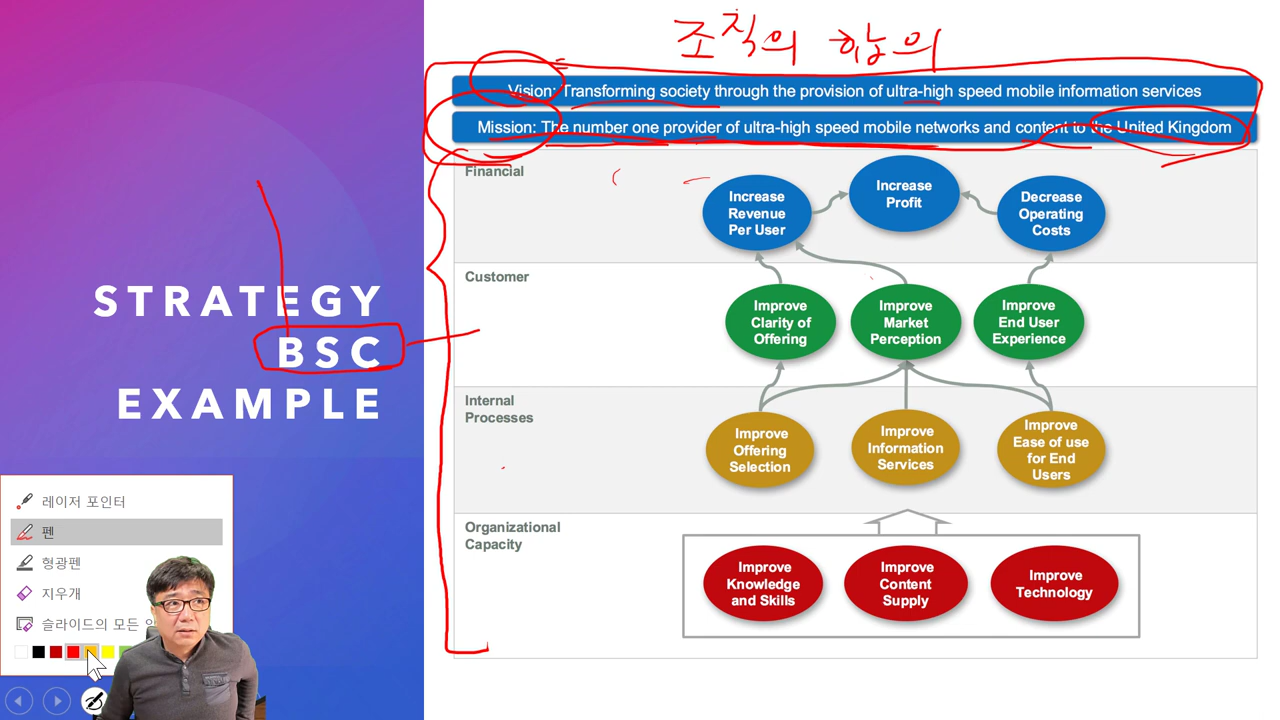 조직의 합의
Vision: Transforming society through the provision of ultra-high speed mobile information services
Mission: The number one provider of ultra-high speed mobile networks and content to the United Kingdom
STRATEGY
BSC
EXAMPLE
Financial
Increase
Revenue
Per User
Increase
Profit
Decrease
Operating
Costs
Customer
Improve
Clarity of
Offering
Improve
Market
Perception
Improve
End User
Experience
Internal
Processes
Improve
Offering
Selection
Improve
Information
Services
Improve
Ease of use
for End
Users
Organizational
Capacity
Improve
Knowledge
and Skills
Improve
Content
Supply
Improve
Technology
레이저 포인터
펜
형광펜
지우개
슬라이드의 모든